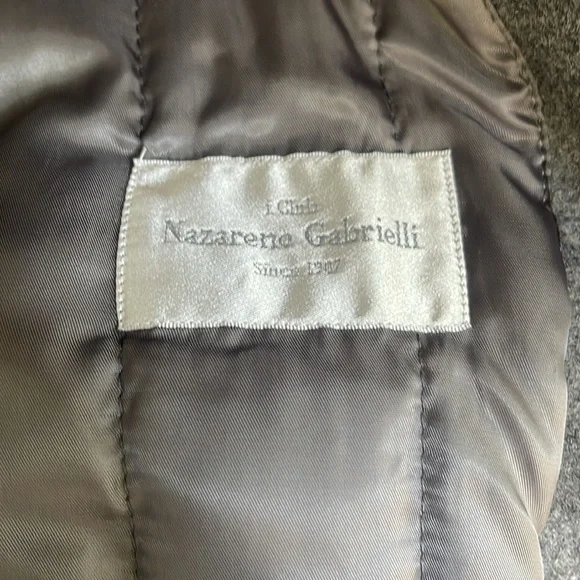 i Club
Nazareno Gabrielli
Since 1907